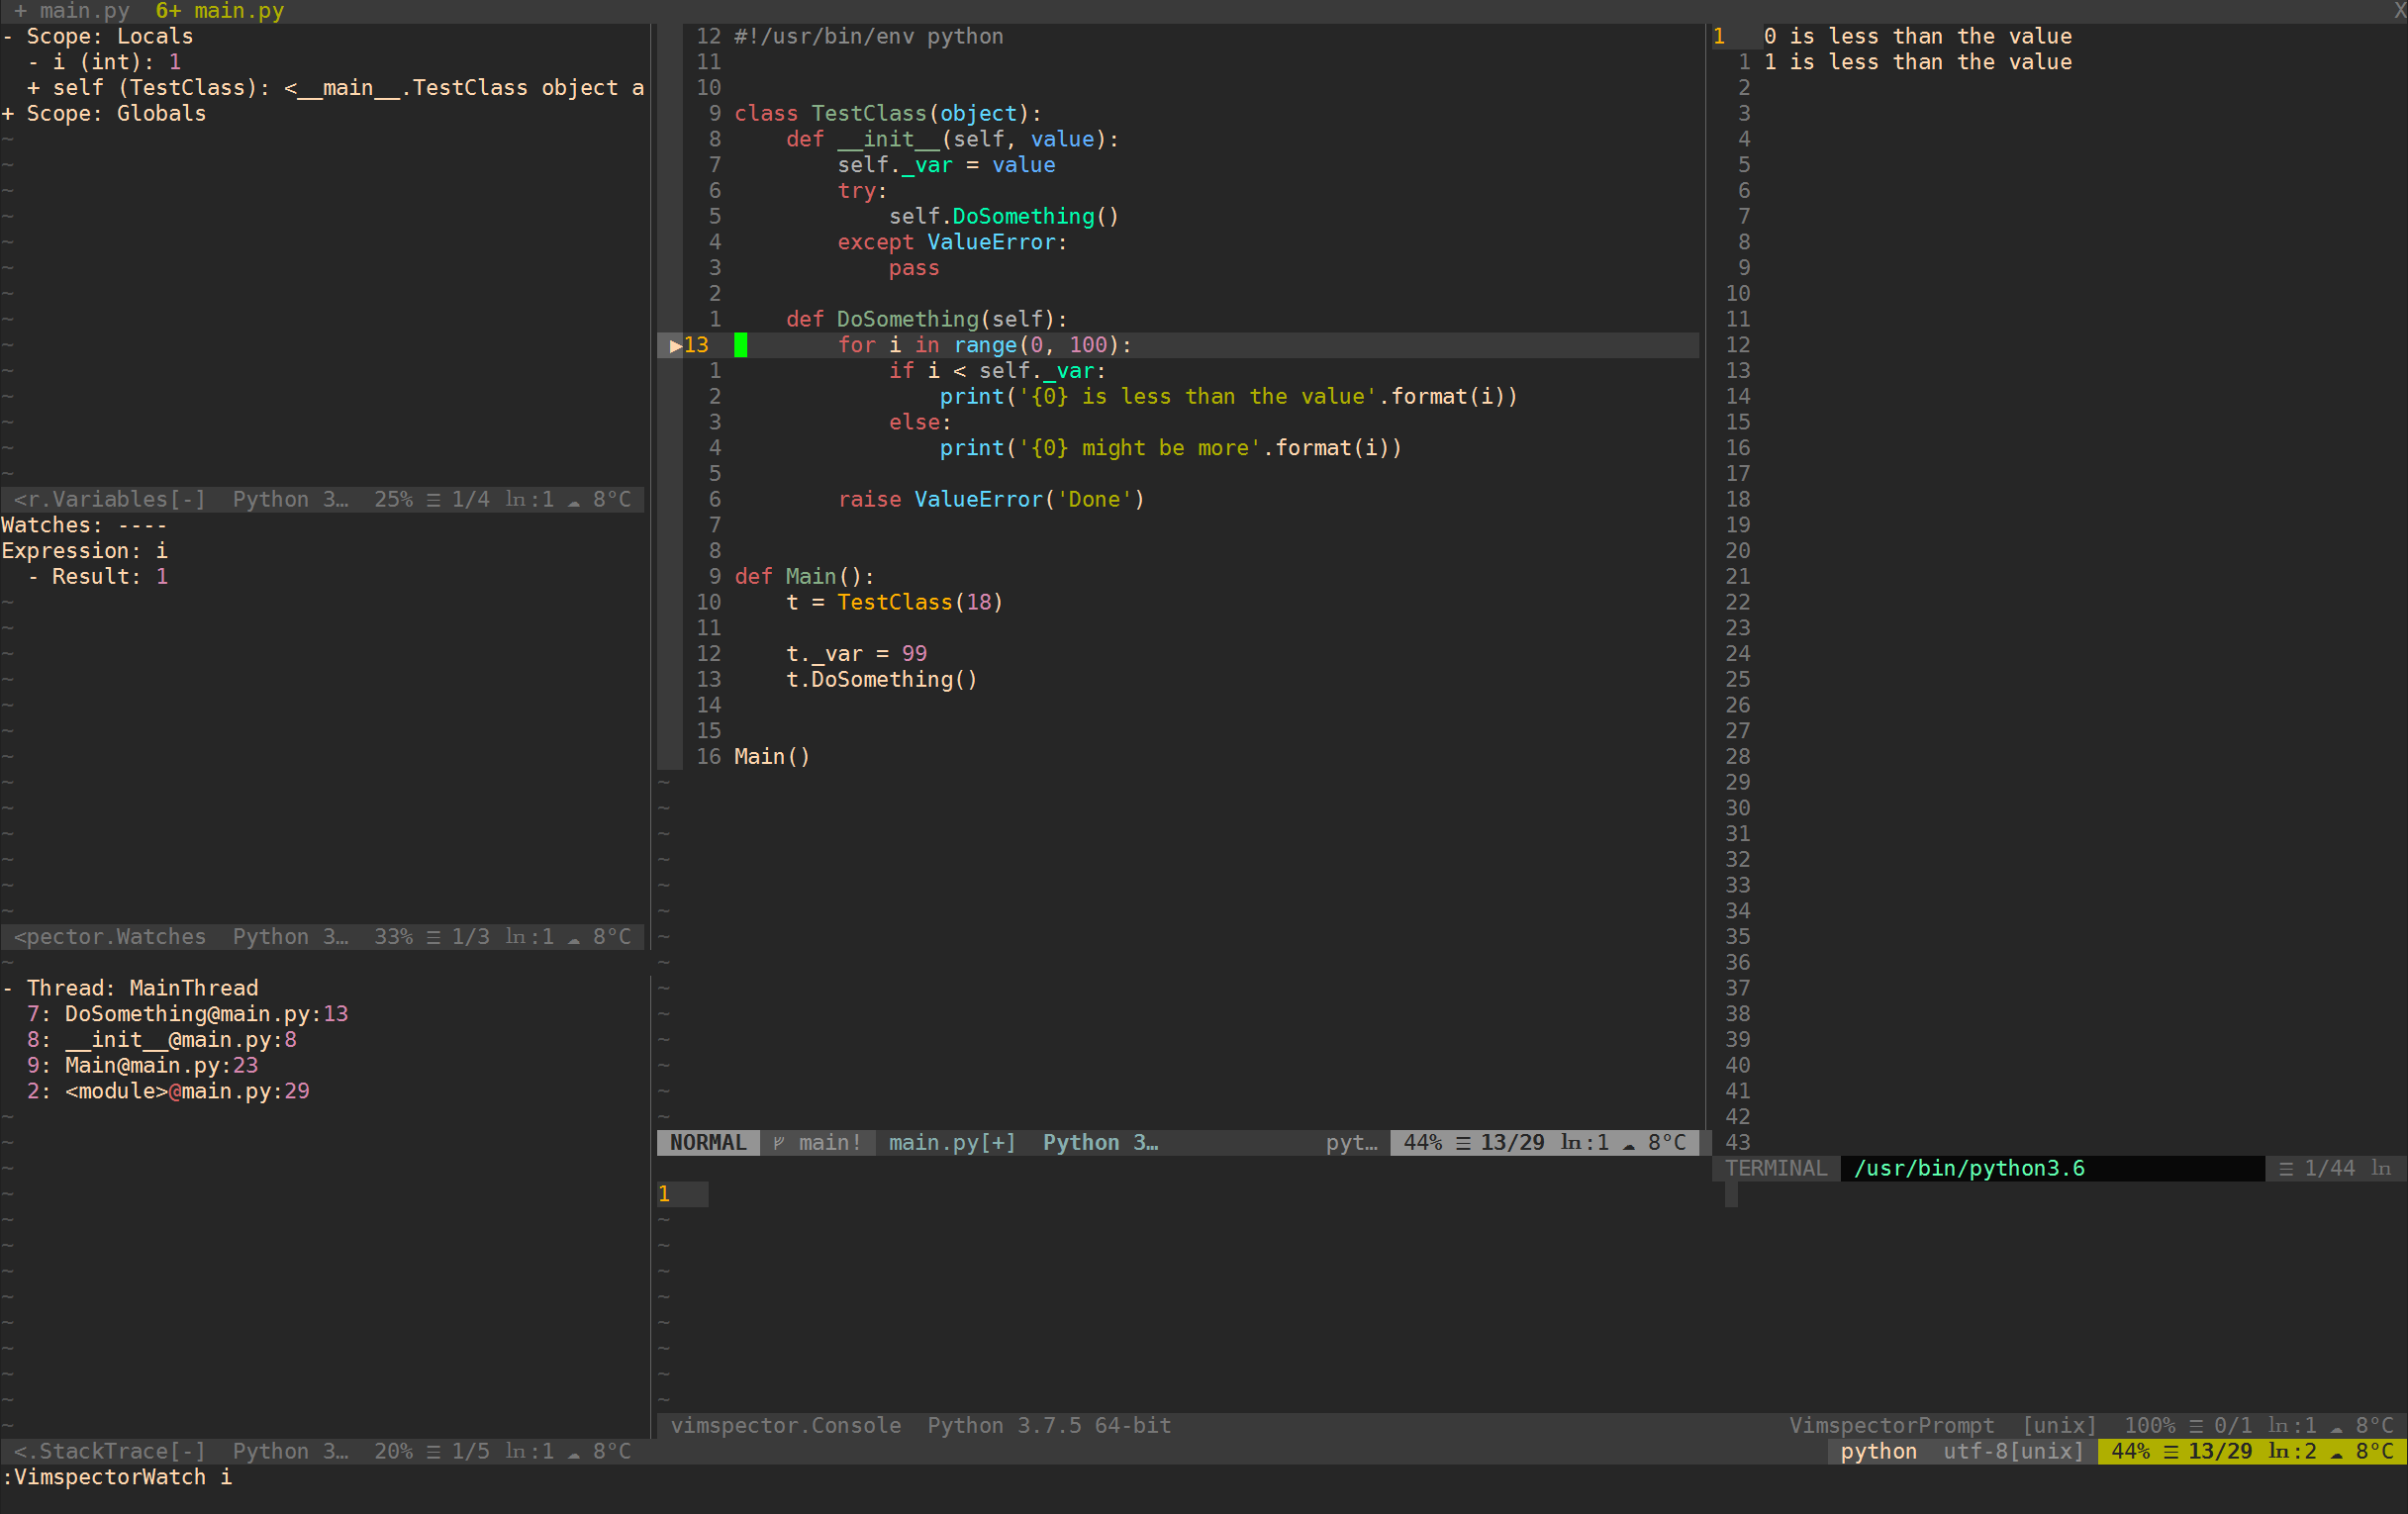 + main.py  6+ main.py X
- Scope: Locals
  - i (int): 1
  + self (TestClass): <__main__.TestClass object a
+ Scope: Globals
~
~
~
~
~
~
~
~
~
~
~
~
~
~
<r.Variables[-]  Python 3…  25% ☰ 1/4 ln:1 ☁ 8°C
Watches: ----
Expression: i
  - Result: 1
~
~
~
~
~
~
~
~
~
~
~
~
~
<pector.Watches  Python 3…  33% ☰ 1/3 ln:1 ☁ 8°C
~
- Thread: MainThread
  7: DoSomething@main.py:13
  8: __init__@main.py:8
  9: Main@main.py:23
  2: <module>@main.py:29
~
~
~
~
~
~
~
~
~
~
~
~
~
<.StackTrace[-]  Python 3…  20% ☰ 1/5 ln:1 ☁ 8°C
12 #!/usr/bin/env python
11
10
9 class TestClass(object):
8     def __init__(self, value):
7         self._var = value
6         try:
5             self.DoSomething()
4         except ValueError:
3             pass
2
1     def DoSomething(self):
▶13         for i in range(0, 100):
1             if i < self._var:
2                 print('{0} is less than the value'.format(i))
3             else:
4                 print('{0} might be more'.format(i))
5
6         raise ValueError('Done')
7
8
9 def Main():
10     t = TestClass(18)
11
12     t._var = 99
13     t.DoSomething()
14
15
16 Main()
~
~
~
~
~
~
~
~
~
~
~
~
~
~
NORMAL  main!  main.py[+]  Python 3…  pyt…  44% ☰ 13/29 ln:1 ☁ 8°C
1 0 is less than the value
1 1 is less than the value
2
3
4
5
6
7
8
9
10
11
12
13
14
15
16
17
18
19
20
21
22
23
24
25
26
27
28
29
30
31
32
33
34
35
36
37
38
39
40
41
42
43
TERMINAL  /usr/bin/python3.6  ☰ 1/44 ln
1
~
~
~
~
~
~
~
~
vimspector.Console  Python 3.7.5 64-bit  VimspectorPrompt  [unix]  100% ☰ 0/1 ln:1 ☁ 8°C
python  utf-8[unix]  44% ☰ 13/29 ln:2 ☁ 8°C
:VimspectorWatch i